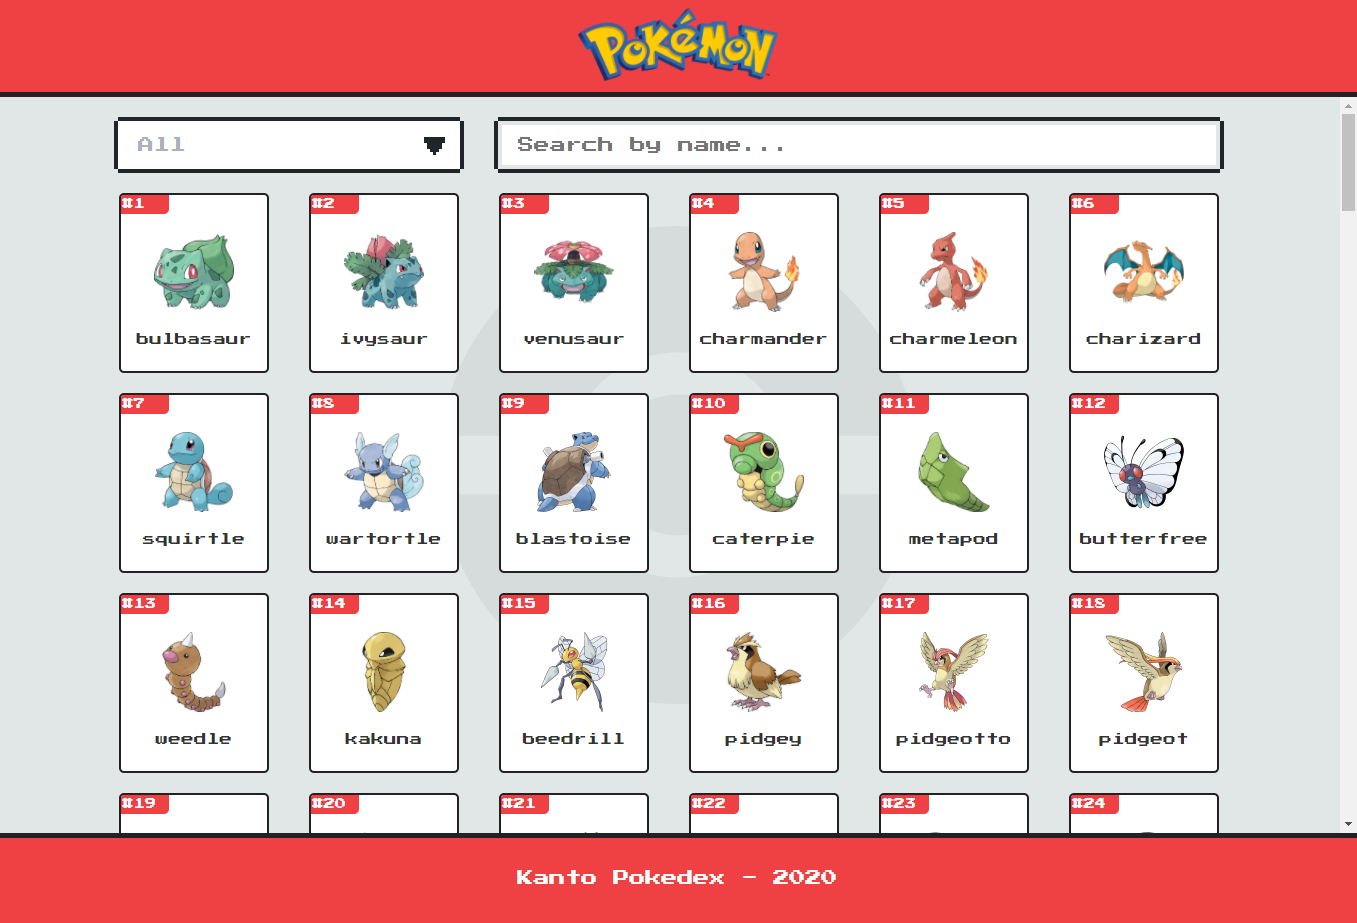 POKéMON
All
Search by name...
#1 #2 #3 #4 #5 #6
bulbasaur ivysaur venusaur charmander charmeleon charizard
#7 #8 #9 #10 #11 #12
squirtle wartortle blastoise caterpie metapod butterfree
#13 #14 #15 #16 #17 #18
weedle kakuna beedrill pidgey pidgeotto pidgeot
#19 #20 #21 #22 #23 #24
Kanto Pokedex - 2020